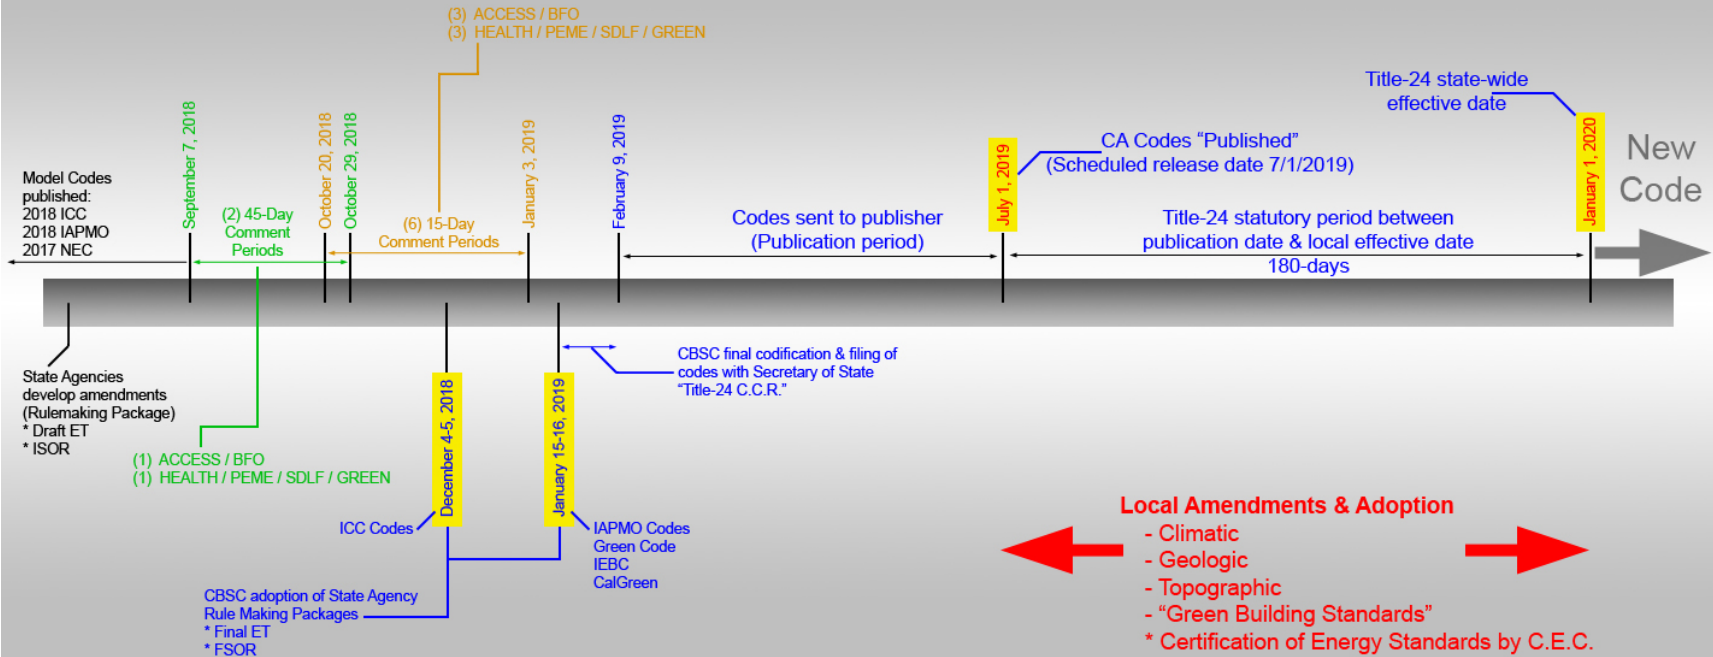 (3) ACCESS / BFO
(3) HEALTH / PEME / SDLF / GREEN
Model Codes
published:
2018 ICC
2018 IAPMO
2017 NEC
September 7, 2018
(2) 45-Day
Comment
Periods
October 20, 2018
October 29, 2018
(6) 15-Day
Comment Periods
January 3, 2019
February 9, 2019
Codes sent to publisher
(Publication period)
July 1, 2019
CA Codes “Published”
(Scheduled release date 7/1/2019)
Title-24 statutory period between
publication date & local effective date
180-days
Title-24 state-wide
effective date
January 1, 2020
New
Code
State Agencies
develop amendments
(Rulemaking Package)
* Draft ET
* ISOR
(1) ACCESS / BFO
(1) HEALTH / PEME / SDLF / GREEN
December 4-5, 2018
ICC Codes
January 15-16, 2019
IAPMO Codes
Green Code
IEBC
CalGreen
CBSC final codification & filing of
codes with Secretary of State
“Title-24 C.C.R.”
CBSC adoption of State Agency
Rule Making Packages
* Final ET
* FSOR
Local Amendments & Adoption
- Climatic
- Geologic
- Topographic
- “Green Building Standards”
* Certification of Energy Standards by C.E.C.